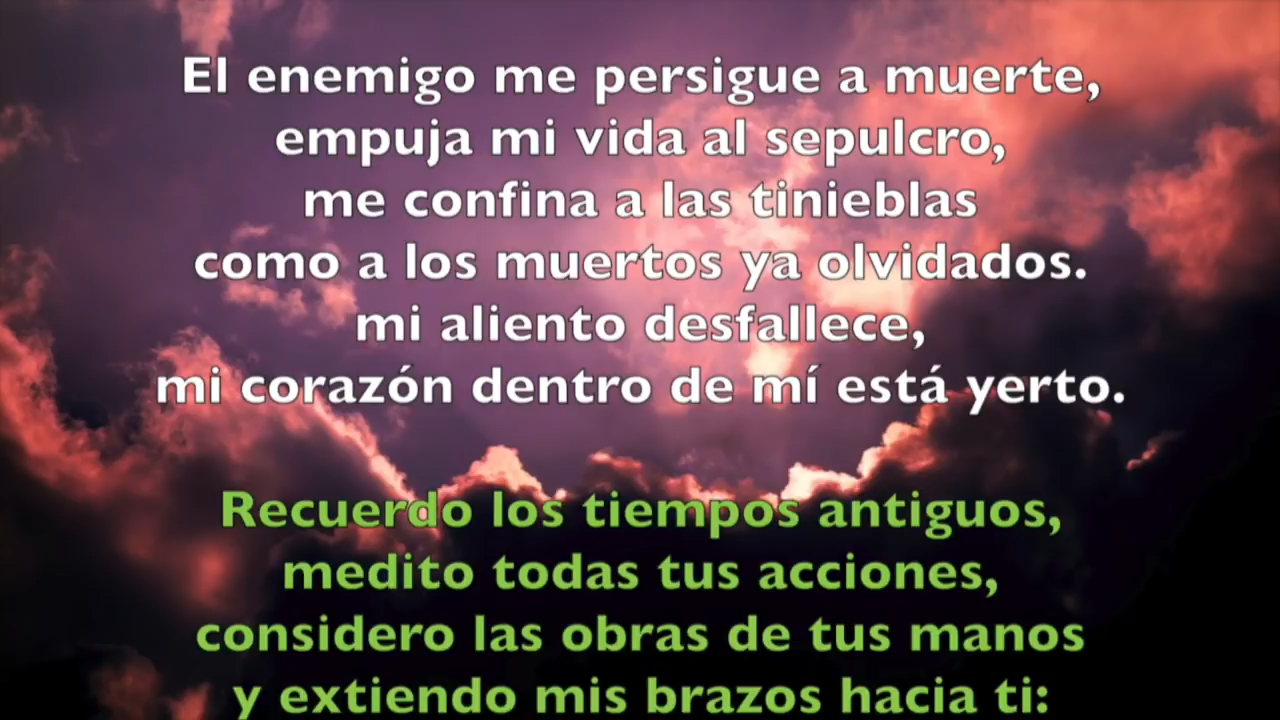 El enemigo me persigue a muerte,
empuja mi vida al sepulcro,
me confina a las tinieblas
como a los muertos ya olvidados.
mi aliento desfallece,
mi corazón dentro de mí está yerto.
Recuerdo los tiempos antiguos,
medito todas tus acciones,
considero las obras de tus manos
y extiendo mis brazos hacia ti: